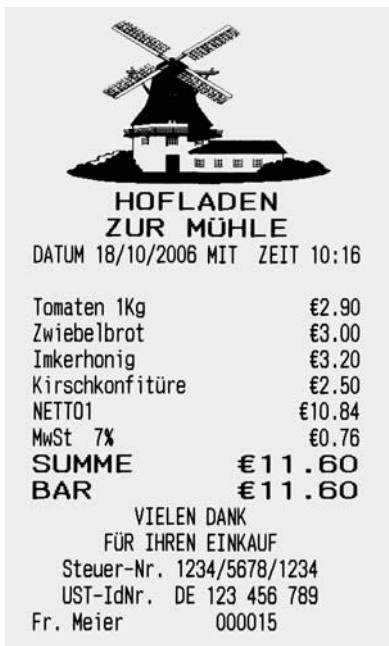 HOFLADEN
ZUR MÜHLE
DATUM 18/10/2006 MIT ZEIT 10:16
Tomaten 1Kg €2.90
Zwiebelbrot €3.00
Imkerhonig €3.20
Kirschkonfitüre €2.50
NETTO1 €10.84
MwSt 7% €0.76
SUMME €11.60
BAR €11.60
VIELEN DANK
FÜR IHREN EINKAUF
Steuer-Nr. 1234/5678/1234
UST-IdNr. DE 123 456 789
Fr. Meier 000015